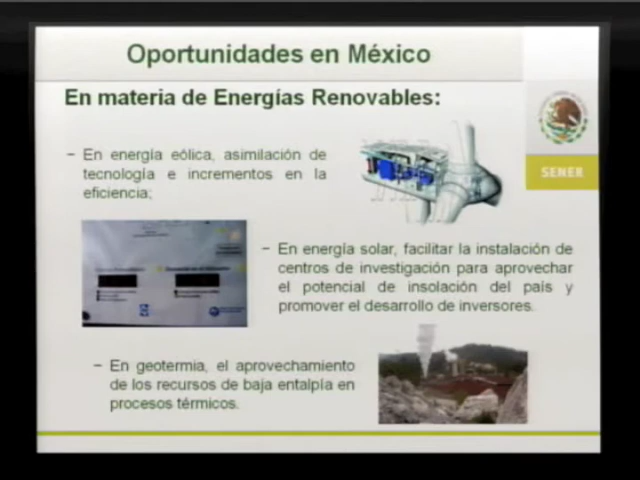 Oportunidades en México
En materia de Energías Renovables:
SENER
− En energía eólica, asimilación de
tecnología e incrementos en la
eficiencia;
− En energía solar, facilitar la instalación de
centros de investigación para aprovechar
el potencial de insolación del país y
promover el desarrollo de inversores.
− En geotermia, el aprovechamiento
de los recursos de baja entalpía en
procesos térmicos.